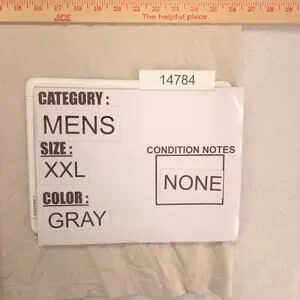 ACE The helpful place.
14784
CATEGORY :
MENS
SIZE :
XXL
CONDITION NOTES
NONE
COLOR :
GRAY